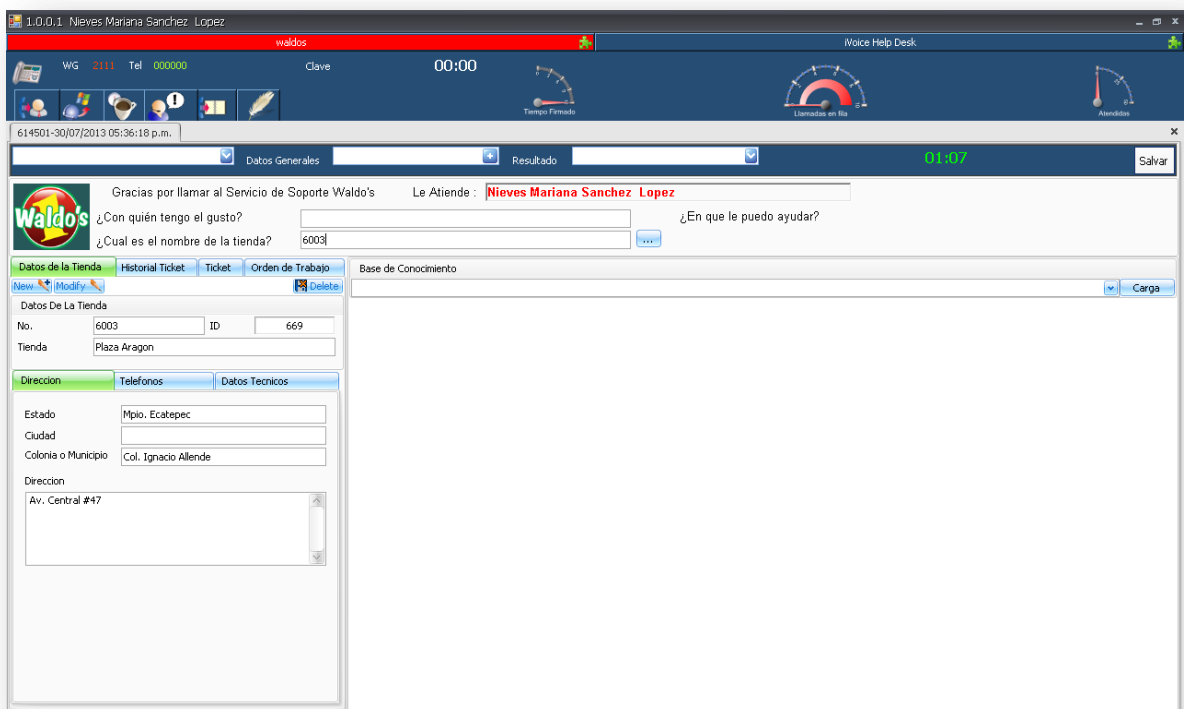 1.0.0.1 Nieves Mariana Sanchez Lopez
waldos
iVoice Help Desk
WG 2111 Tel 000000 Clave 00:00
Tiempo Firmado
Llamadas en fila
Atendidas
614501-30/07/2013 05:36:18 p.m.
Datos Generales Resultado 01:07 Salvar
Waldo's
Gracias por llamar al Servicio de Soporte Waldo's Le Atiende : Nieves Mariana Sanchez Lopez
¿Con quién tengo el gusto? ¿En que le puedo ayudar?
¿Cual es el nombre de la tienda? 6003 ...
Datos de la Tienda Historial Ticket Ticket Orden de Trabajo Base de Conocimiento
New Modify Delete Carga
Datos De La Tienda
No. 6003 ID 669
Tienda Plaza Aragon
Direccion Telefonos Datos Tecnicos
Estado Mpio. Ecatepec
Ciudad
Colonia o Municipio Col. Ignacio Allende
Direccion
Av. Central #47